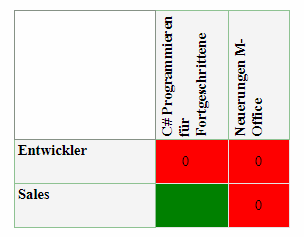 C# Programmieren
für
Fortgeschrittene
Neuerungen M-
Office
Entwickler
0
0
Sales
0